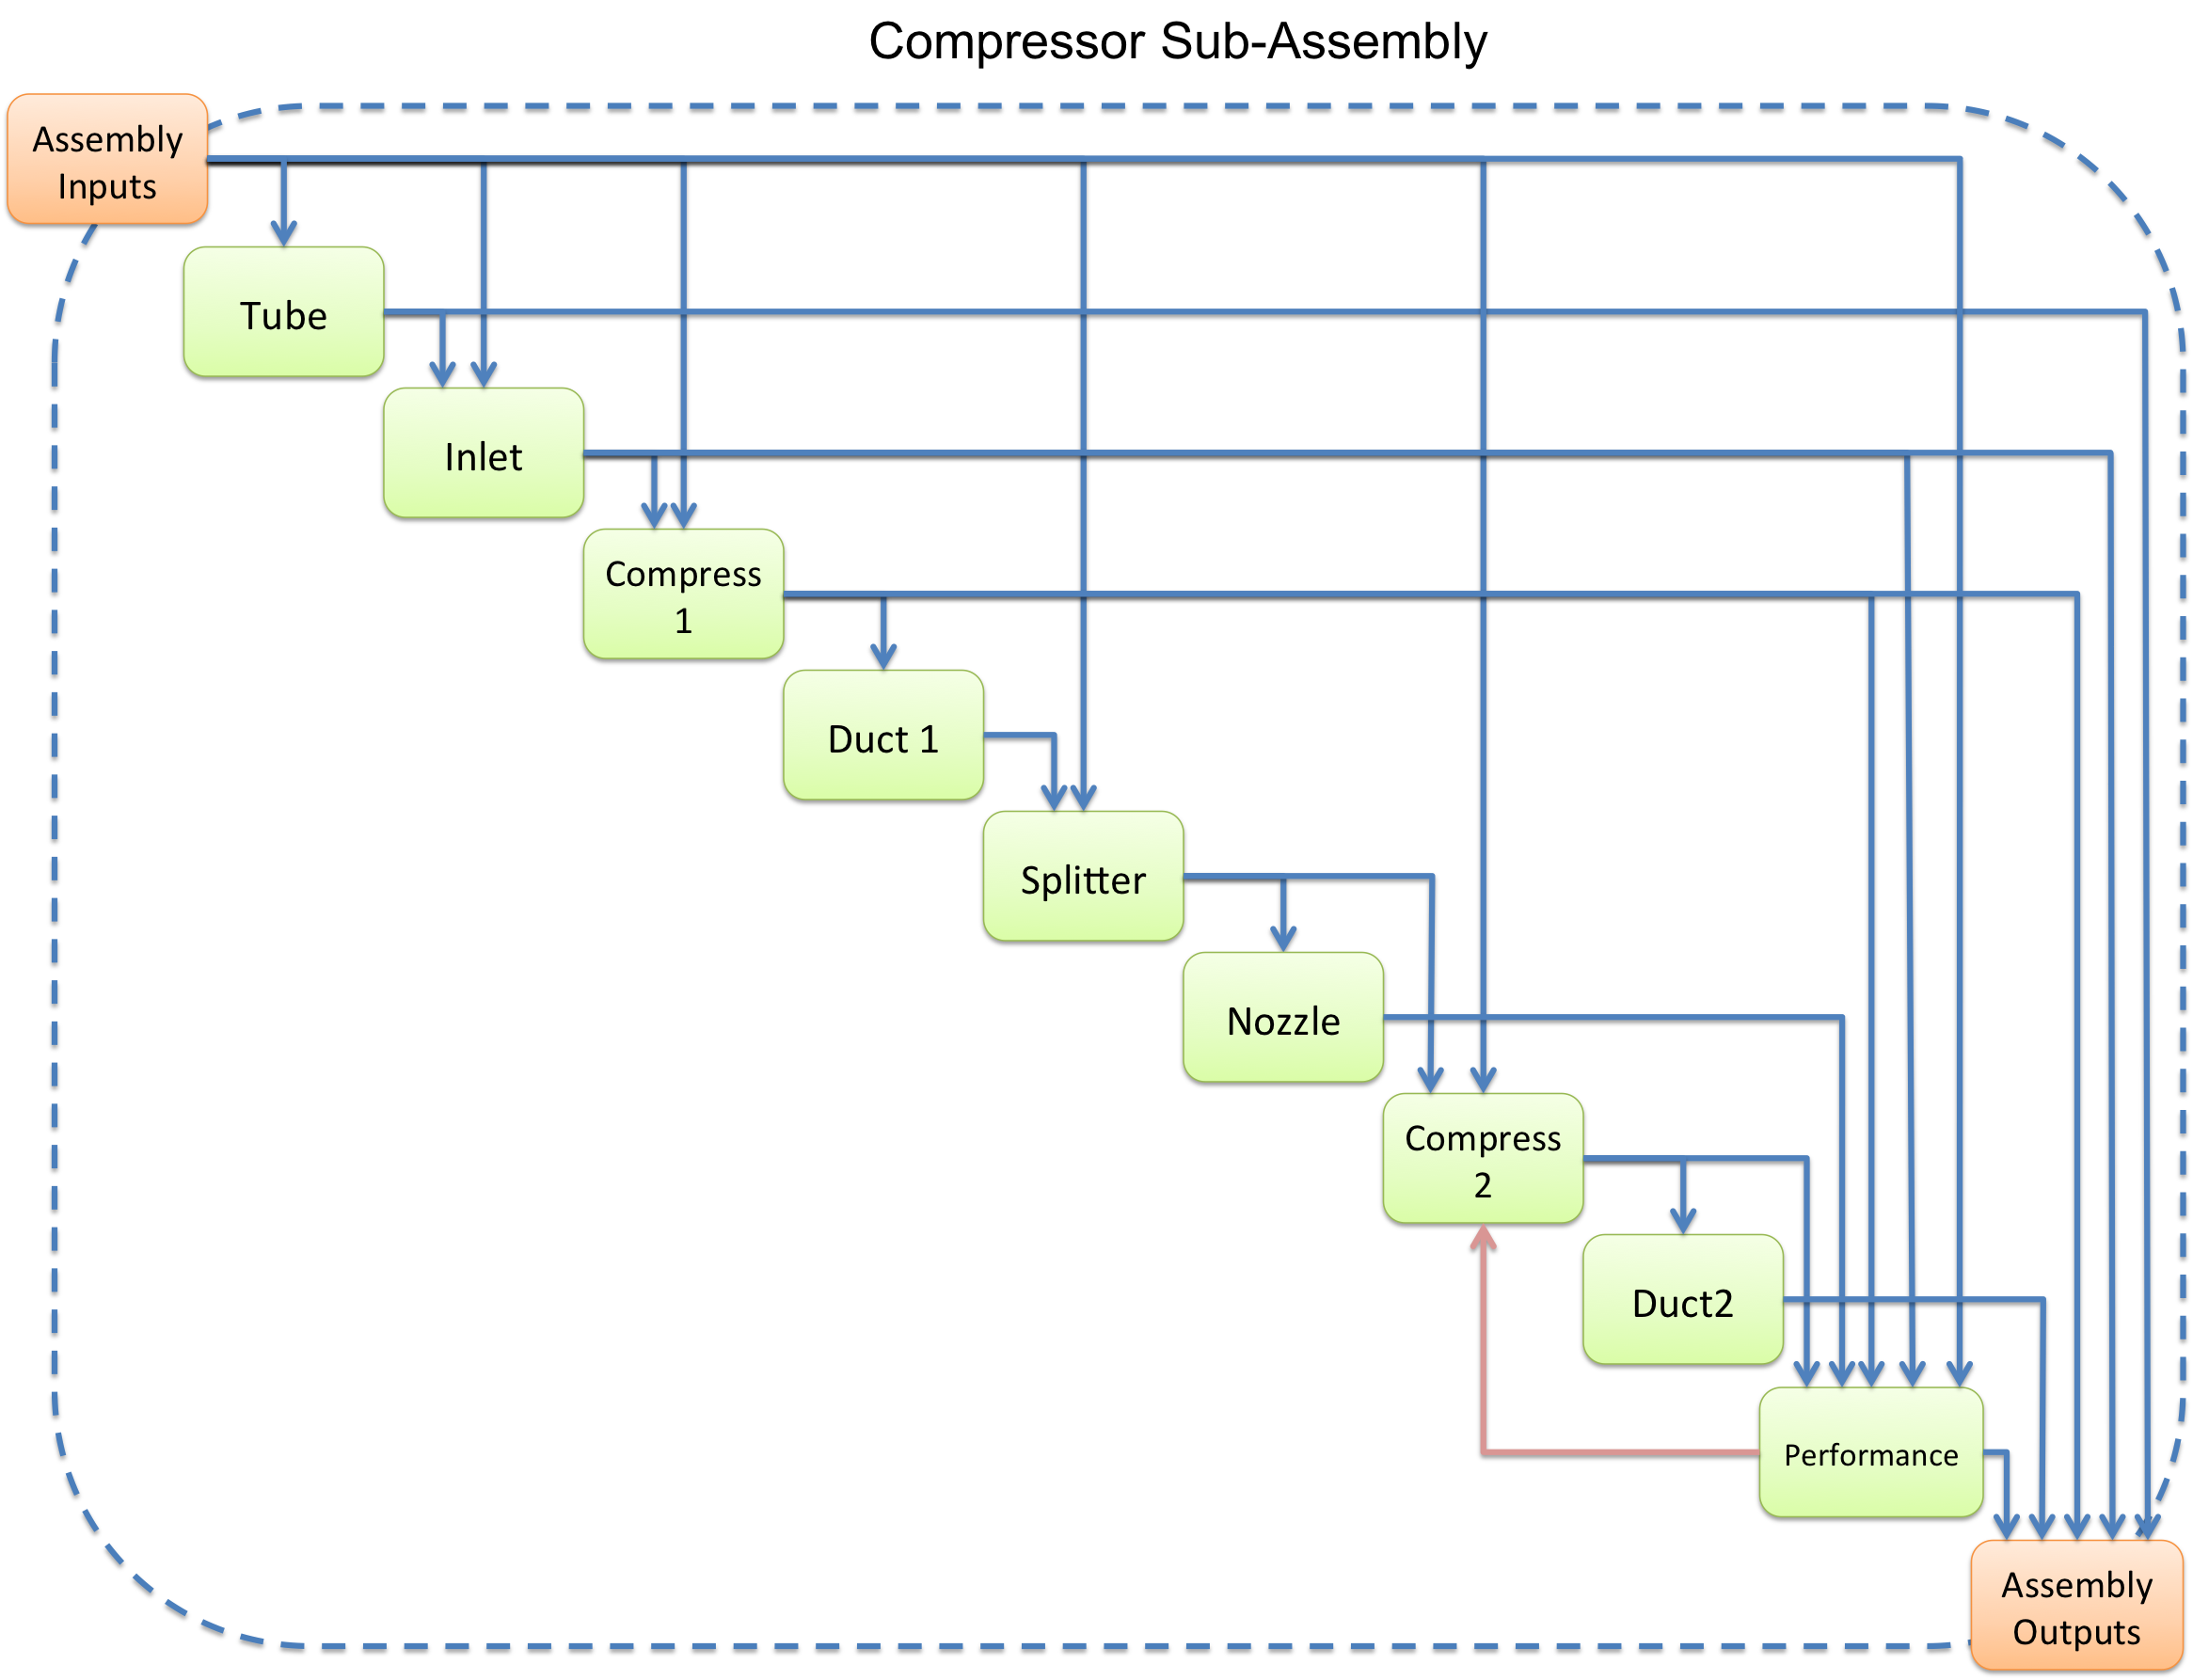 Compressor Sub-Assembly
Assembly
Inputs
Tube
Inlet
Compress
1
Duct 1
Splitter
Nozzle
Compress
2
Duct2
Performance
Assembly
Outputs